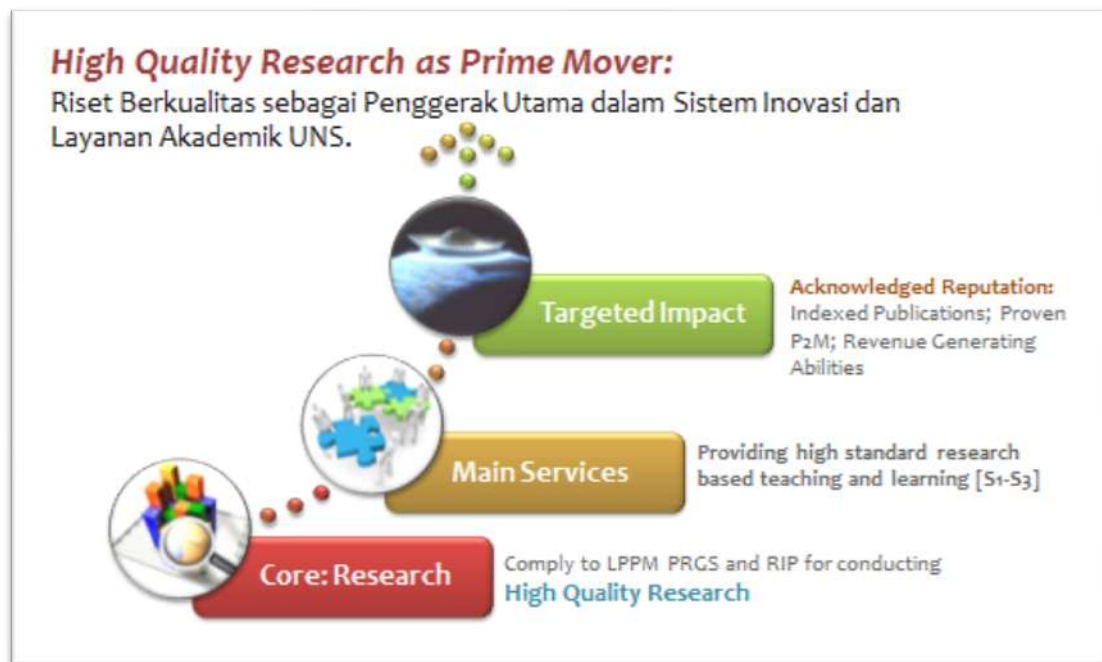 High Quality Research as Prime Mover:
Riset Berkualitas sebagai Penggerak Utama dalam Sistem Inovasi dan
Layanan Akademik UNS.
Targeted Impact
Acknowledged Reputation:
Indexed Publications; Proven
P2M; Revenue Generating
Abilities
Main Services
Providing high standard research
based teaching and learning [S1-S3]
Core: Research
Comply to LPPM PRGS and RIP for conducting
High Quality Research